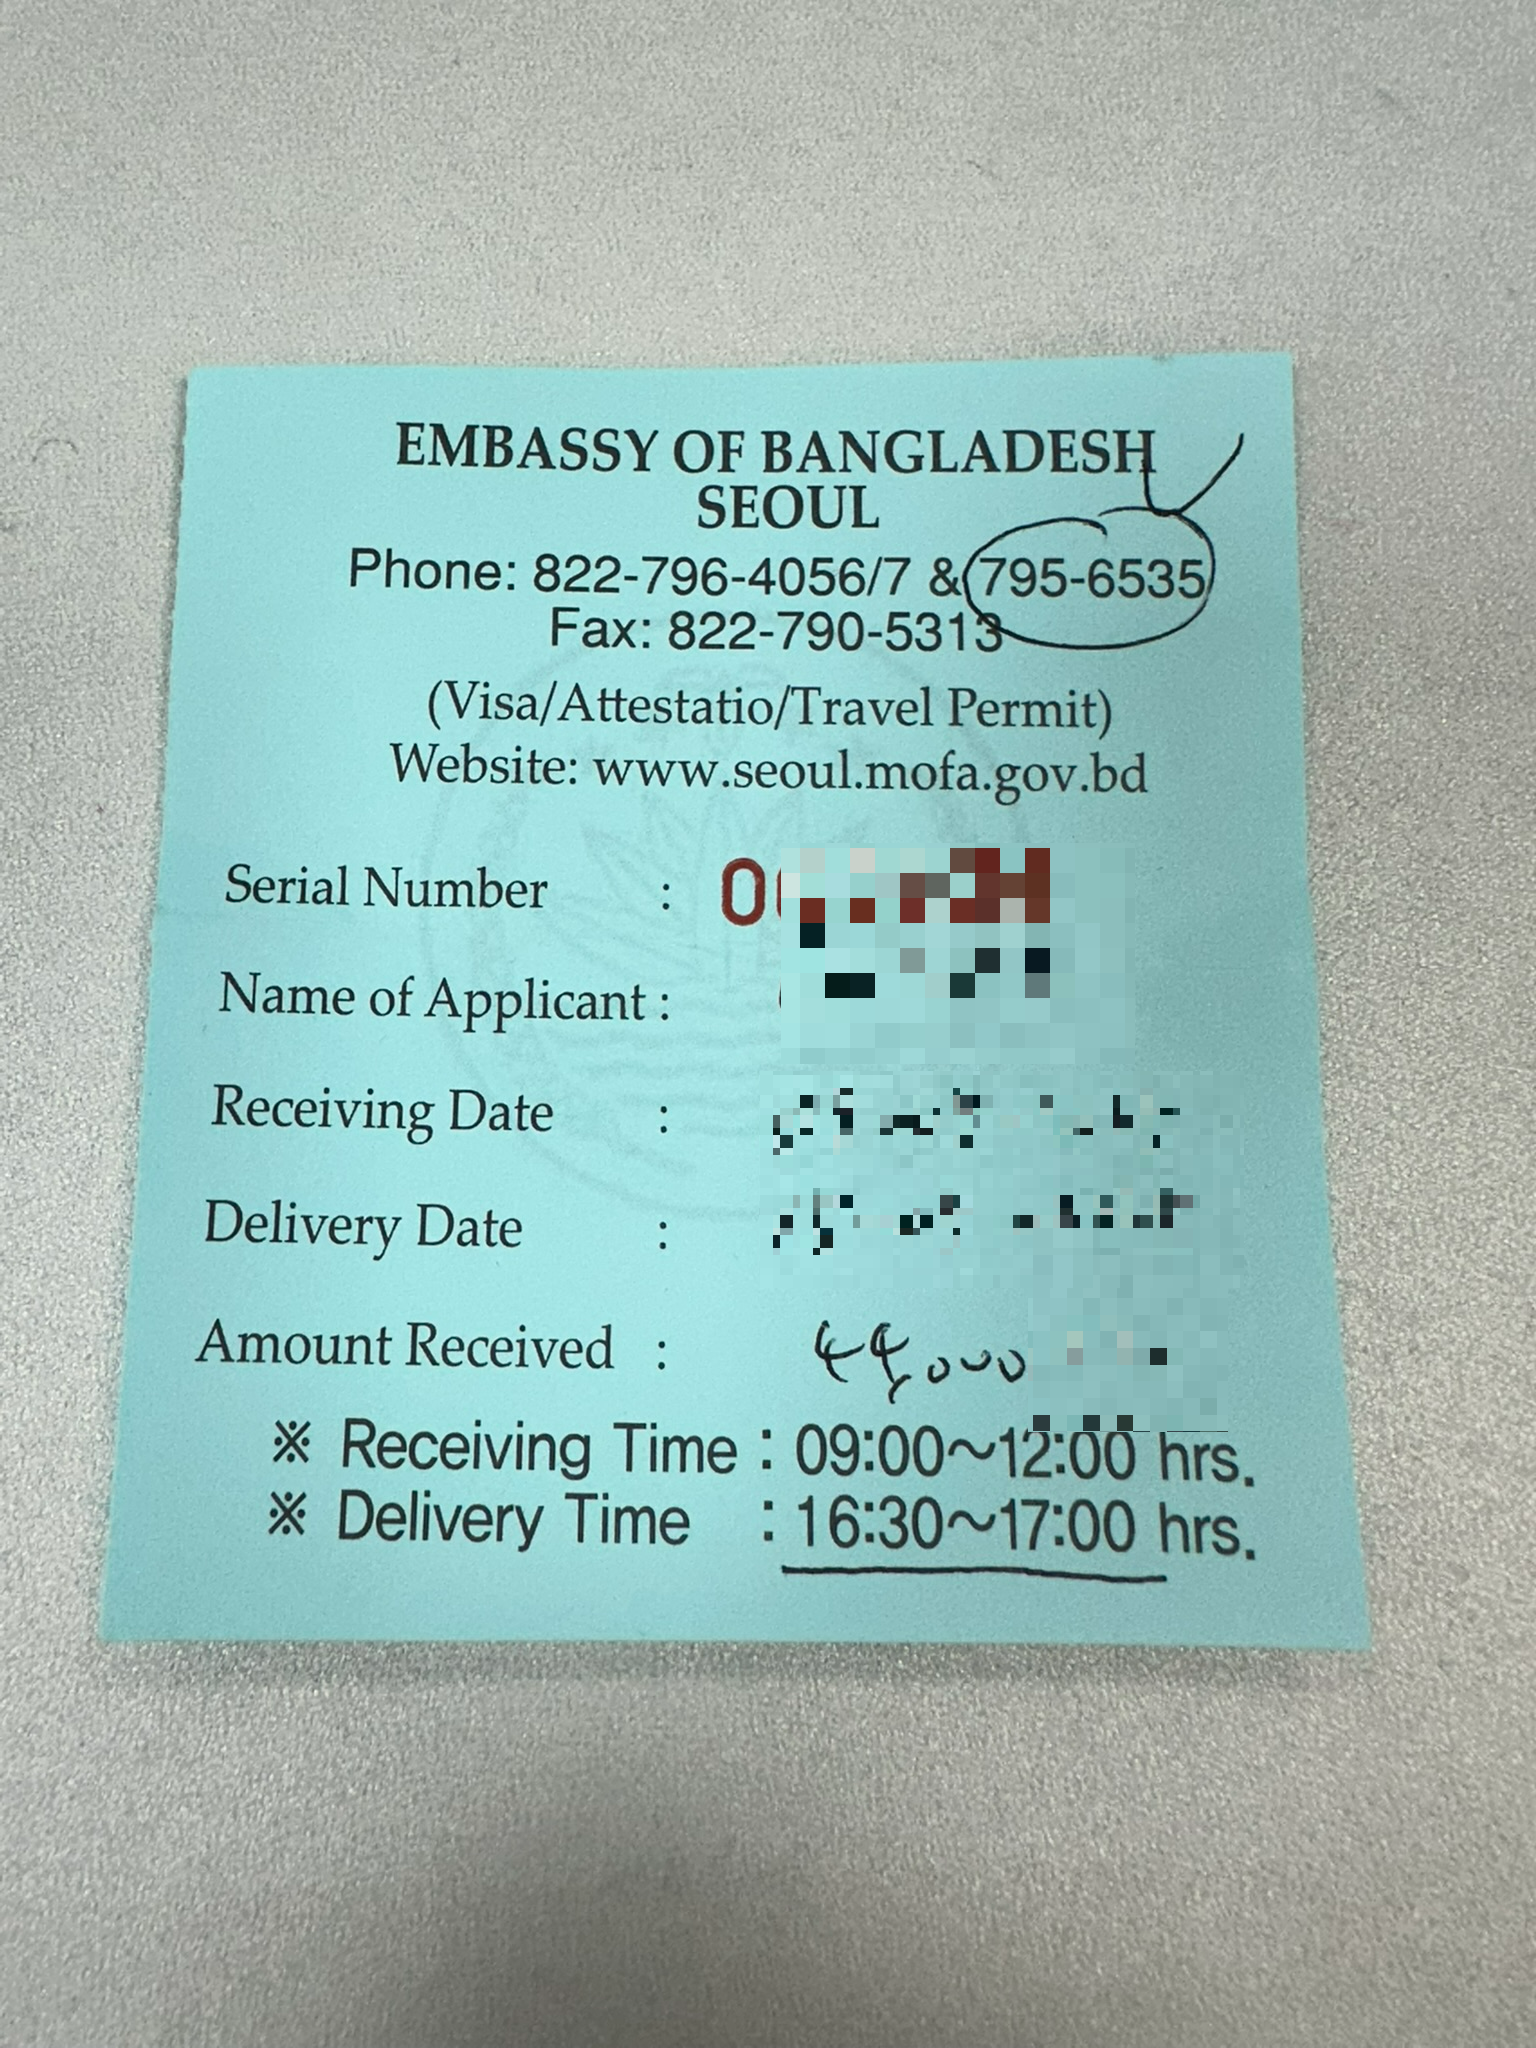 EMBASSY OF BANGLADESH
SEOUL
Phone: 822-796-4056/7 & 795-6535
Fax: 822-790-5313
(Visa/Attestatio/Travel Permit)
Website: www.seoul.mofa.gov.bd
Serial Number :
Name of Applicant :
Receiving Date :
Delivery Date :
Amount Received : 44,000
※ Receiving Time : 09:00~12:00 hrs.
※ Delivery Time : 16:30~17:00 hrs.